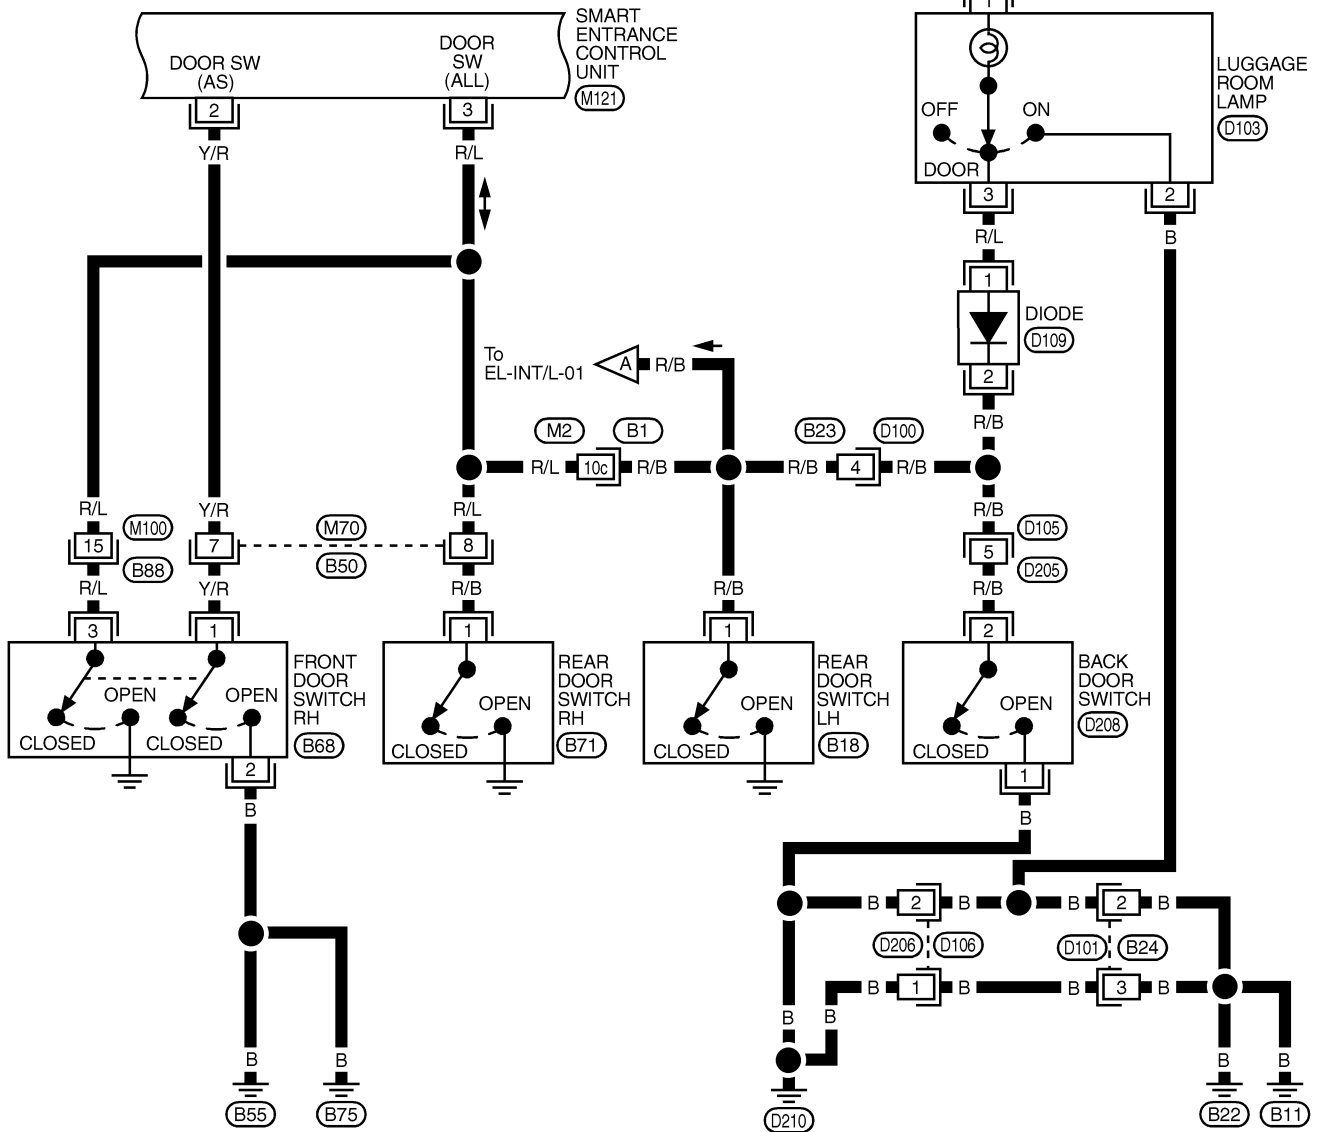 SMART
ENTRANCE
CONTROL
UNIT
M121
DOOR SW
(AS)
DOOR
SW
(ALL)
2
3
Y/R
R/L
1
LUGGAGE
ROOM
LAMP
D103
OFF
ON
DOOR
3
2
R/L
B
1
DIODE
D109
2
R/B
To
EL-INT/L-01
A
R/B
M2
B1
B23
D100
R/L
10c
R/B
R/B
4
R/B
R/L
Y/R
R/L
R/B
M100
M70
D105
15
7
8
5
B88
B50
D205
R/L
Y/R
R/B
R/B
R/B
3
1
1
1
2
FRONT
DOOR
SWITCH
RH
B68
OPEN
OPEN
CLOSED
CLOSED
2
REAR
DOOR
SWITCH
RH
B71
OPEN
CLOSED
REAR
DOOR
SWITCH
LH
B18
OPEN
CLOSED
BACK
DOOR
SWITCH
D208
OPEN
CLOSED
1
B
B
B
2
B
B
2
B
D206
D106
D101
B24
B
1
B
B
3
B
B
B
B
B
B
B
B55
B75
D210
B22
B11